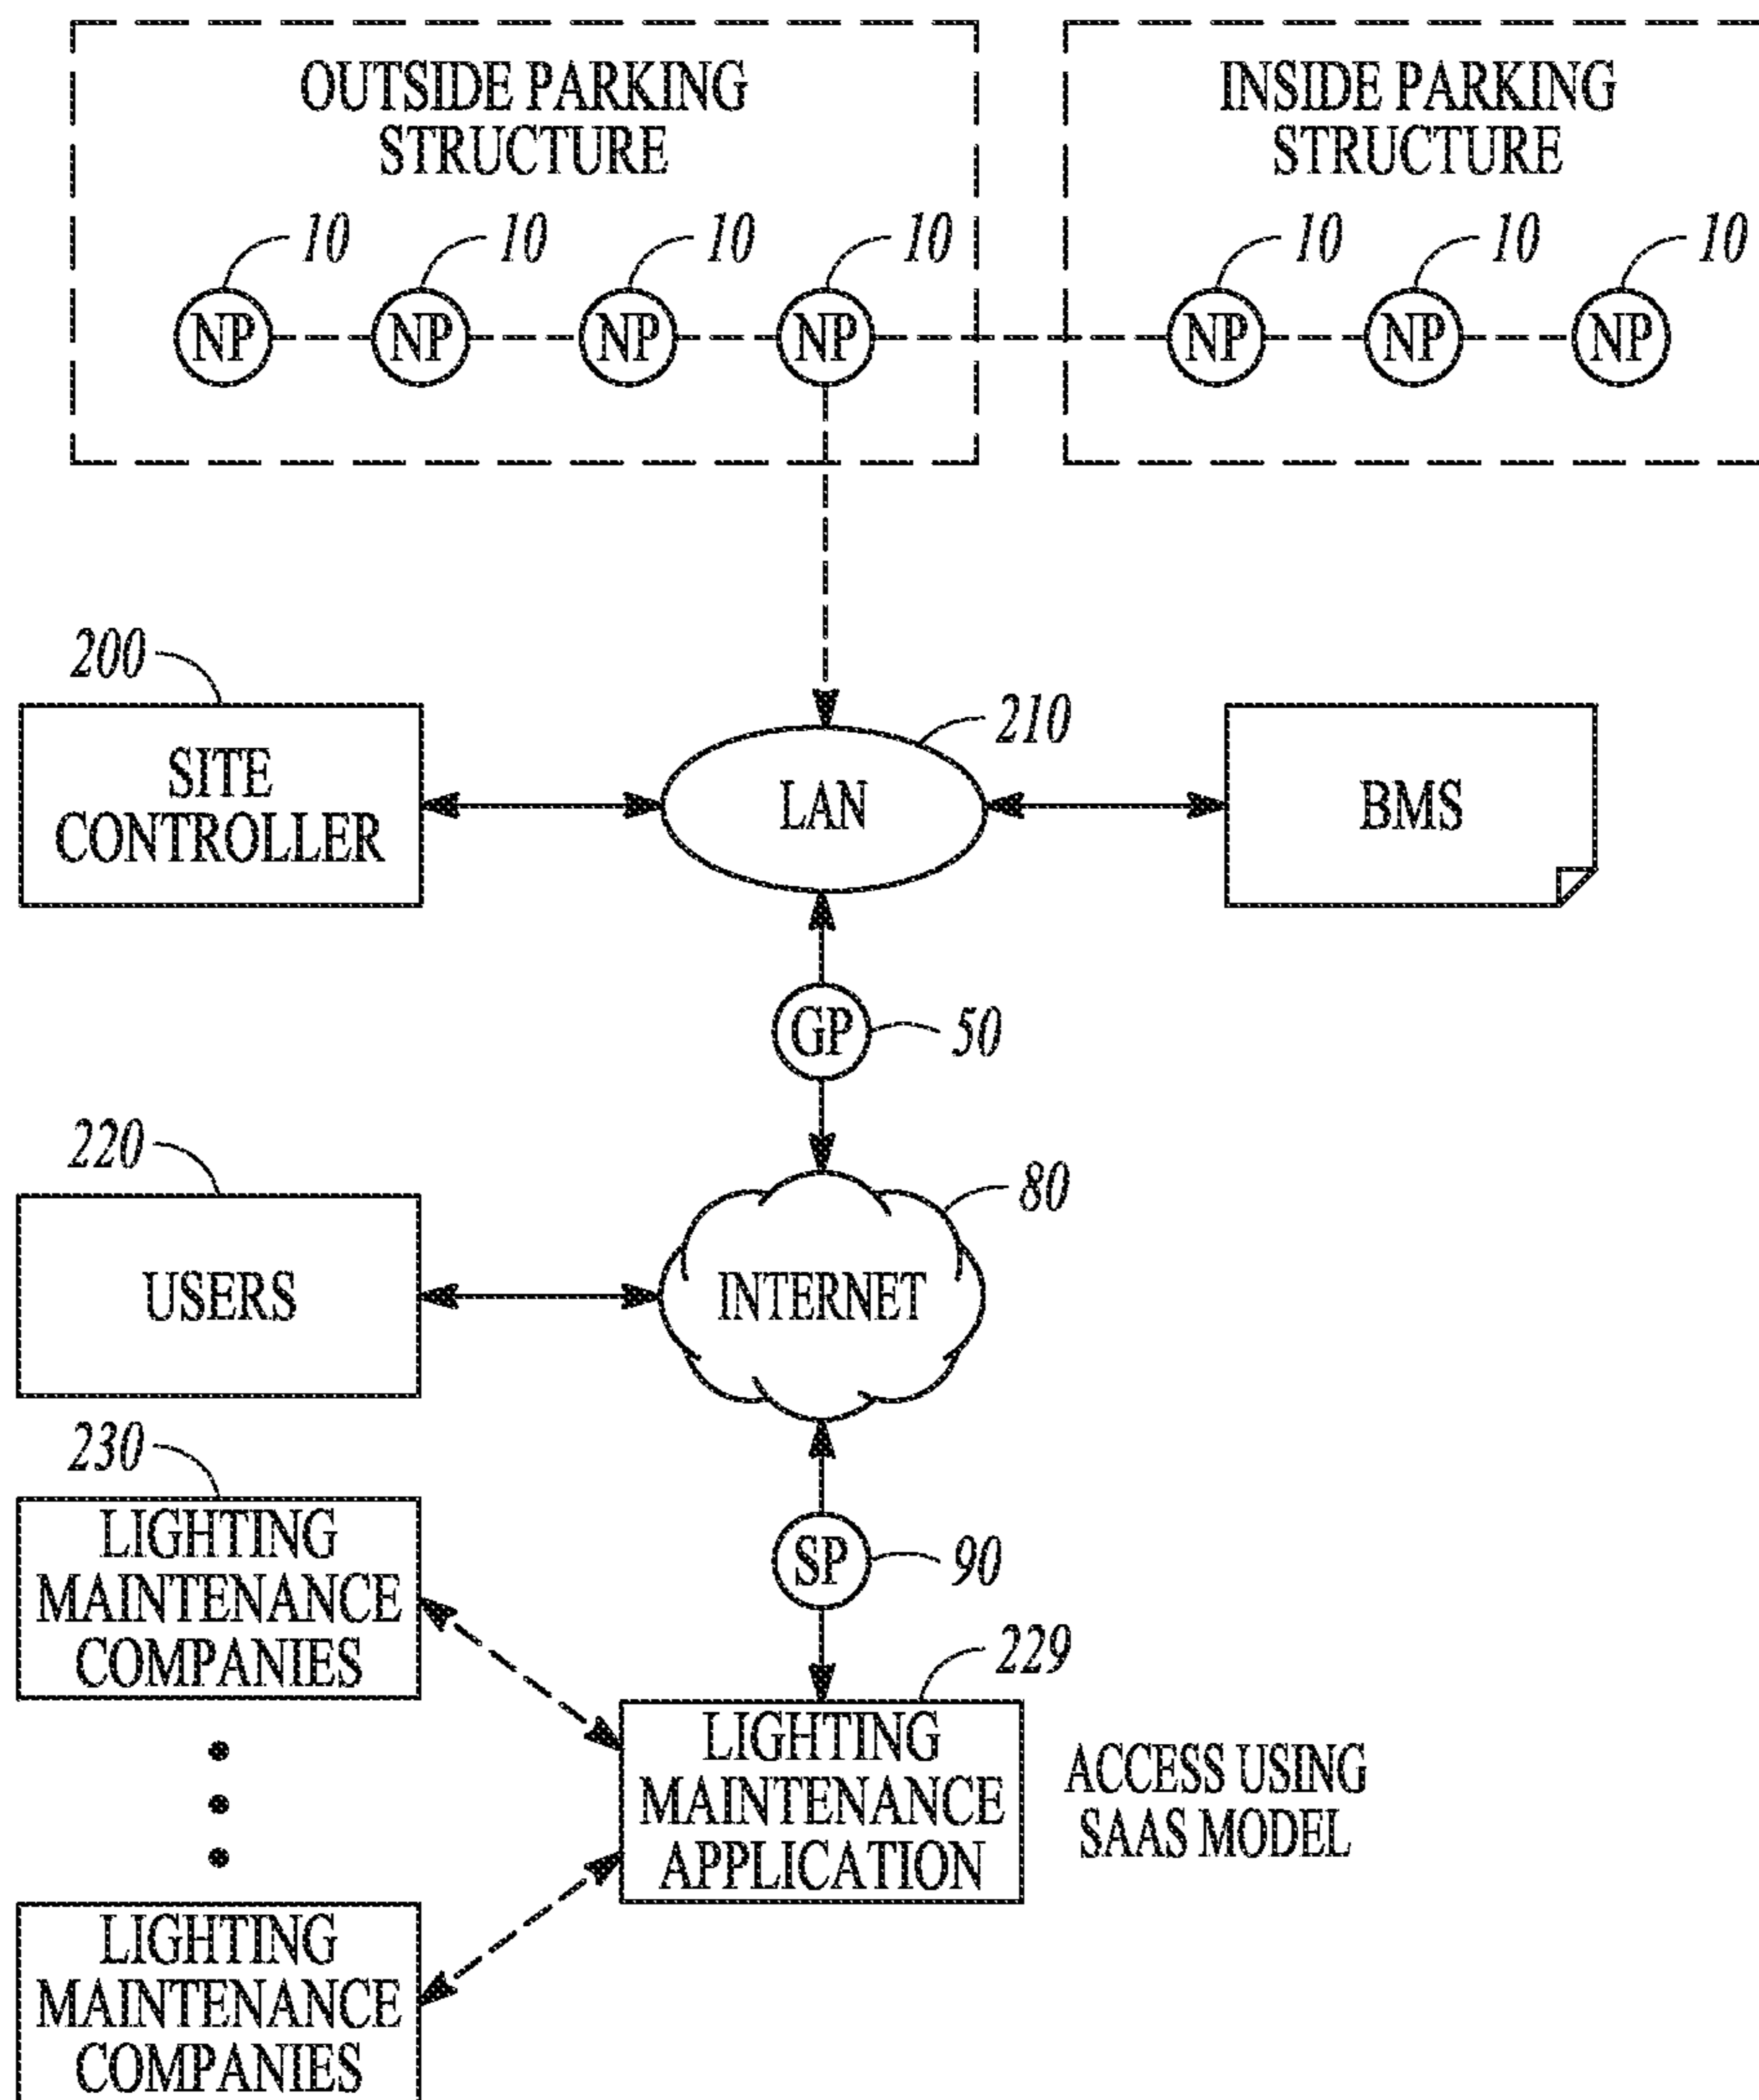 OUTSIDE PARKING
STRUCTURE
INSIDE PARKING
STRUCTURE
10 10 10 10 10 10 10
NP NP NP NP NP NP NP
200
SITE
CONTROLLER
210
LAN
BMS
GP 50
220
USERS
80
INTERNET
230
LIGHTING
MAINTENANCE
COMPANIES
SP 90
229
LIGHTING
MAINTENANCE
APPLICATION
ACCESS USING
SAAS MODEL
LIGHTING
MAINTENANCE
COMPANIES